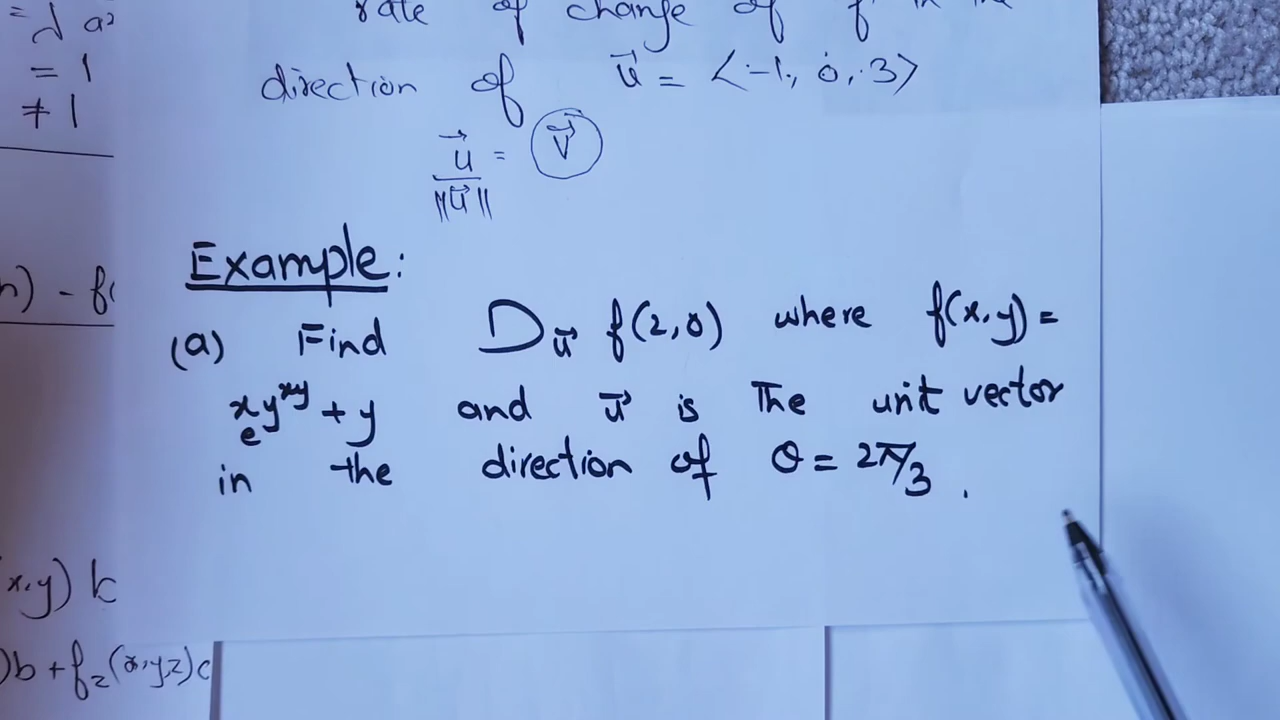 = λ a²
= 1
≠ 1
n) - f(
x,y) k
)b + f_z(x,y,z)c
rate of change of f in the
direction of u⃗ = <-1, 0, 3>
u⃗ / ||u⃗|| = v⃗
Example:
(a) Find D_u⃗ f(2,0) where f(x,y) =
x e y^xy + y and u⃗ is the unit vector
in the direction of θ = 2π/3.